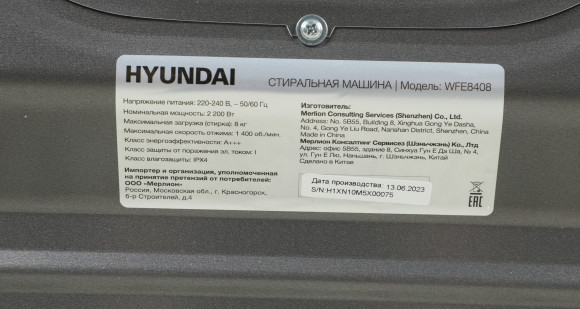 HYUNDAI
СТИРАЛЬНАЯ МАШИНА | Модель: WFE8408
Напряжение питания: 220-240 В, ~ 50/60 Гц
Номинальная мощность: 2 200 Вт
Максимальная загрузка (стирка): 8 кг
Максимальная скорость отжима: 1 400 об./мин.
Класс энергоэффективности: A+++
Класс защиты от поражения эл. током: I
Класс влагозащиты: IPX4
Импортер и организация, уполномоченная
на принятие претензий от потребителей:
ООО «Мерлион»
Россия, Московская обл., г. Красногорск,
б-р Строителей, д.4
Изготовитель:
Merlion Consulting Services (Shenzhen) Co., Ltd.
Address: No. 5B55, Building 8, Xinghua Gong Ye Dasha,
No. 4, Gong Ye Liu Road, Nanshan District, Shenzhen, China
Made in China
Мерлион Консалтинг Сервисез (Шэньчжэнь) Ко., Лтд
Адрес: офис 5B55, здание 8, Синхуа Гун Е Да Ша, № 4,
ул. Гун Е Лю, Наньшань, г. Шэньчжэнь, Китай
Сделано в Китае
Дата производства: 13.06.2023
S/N:H1XN10M5X00075
EAC